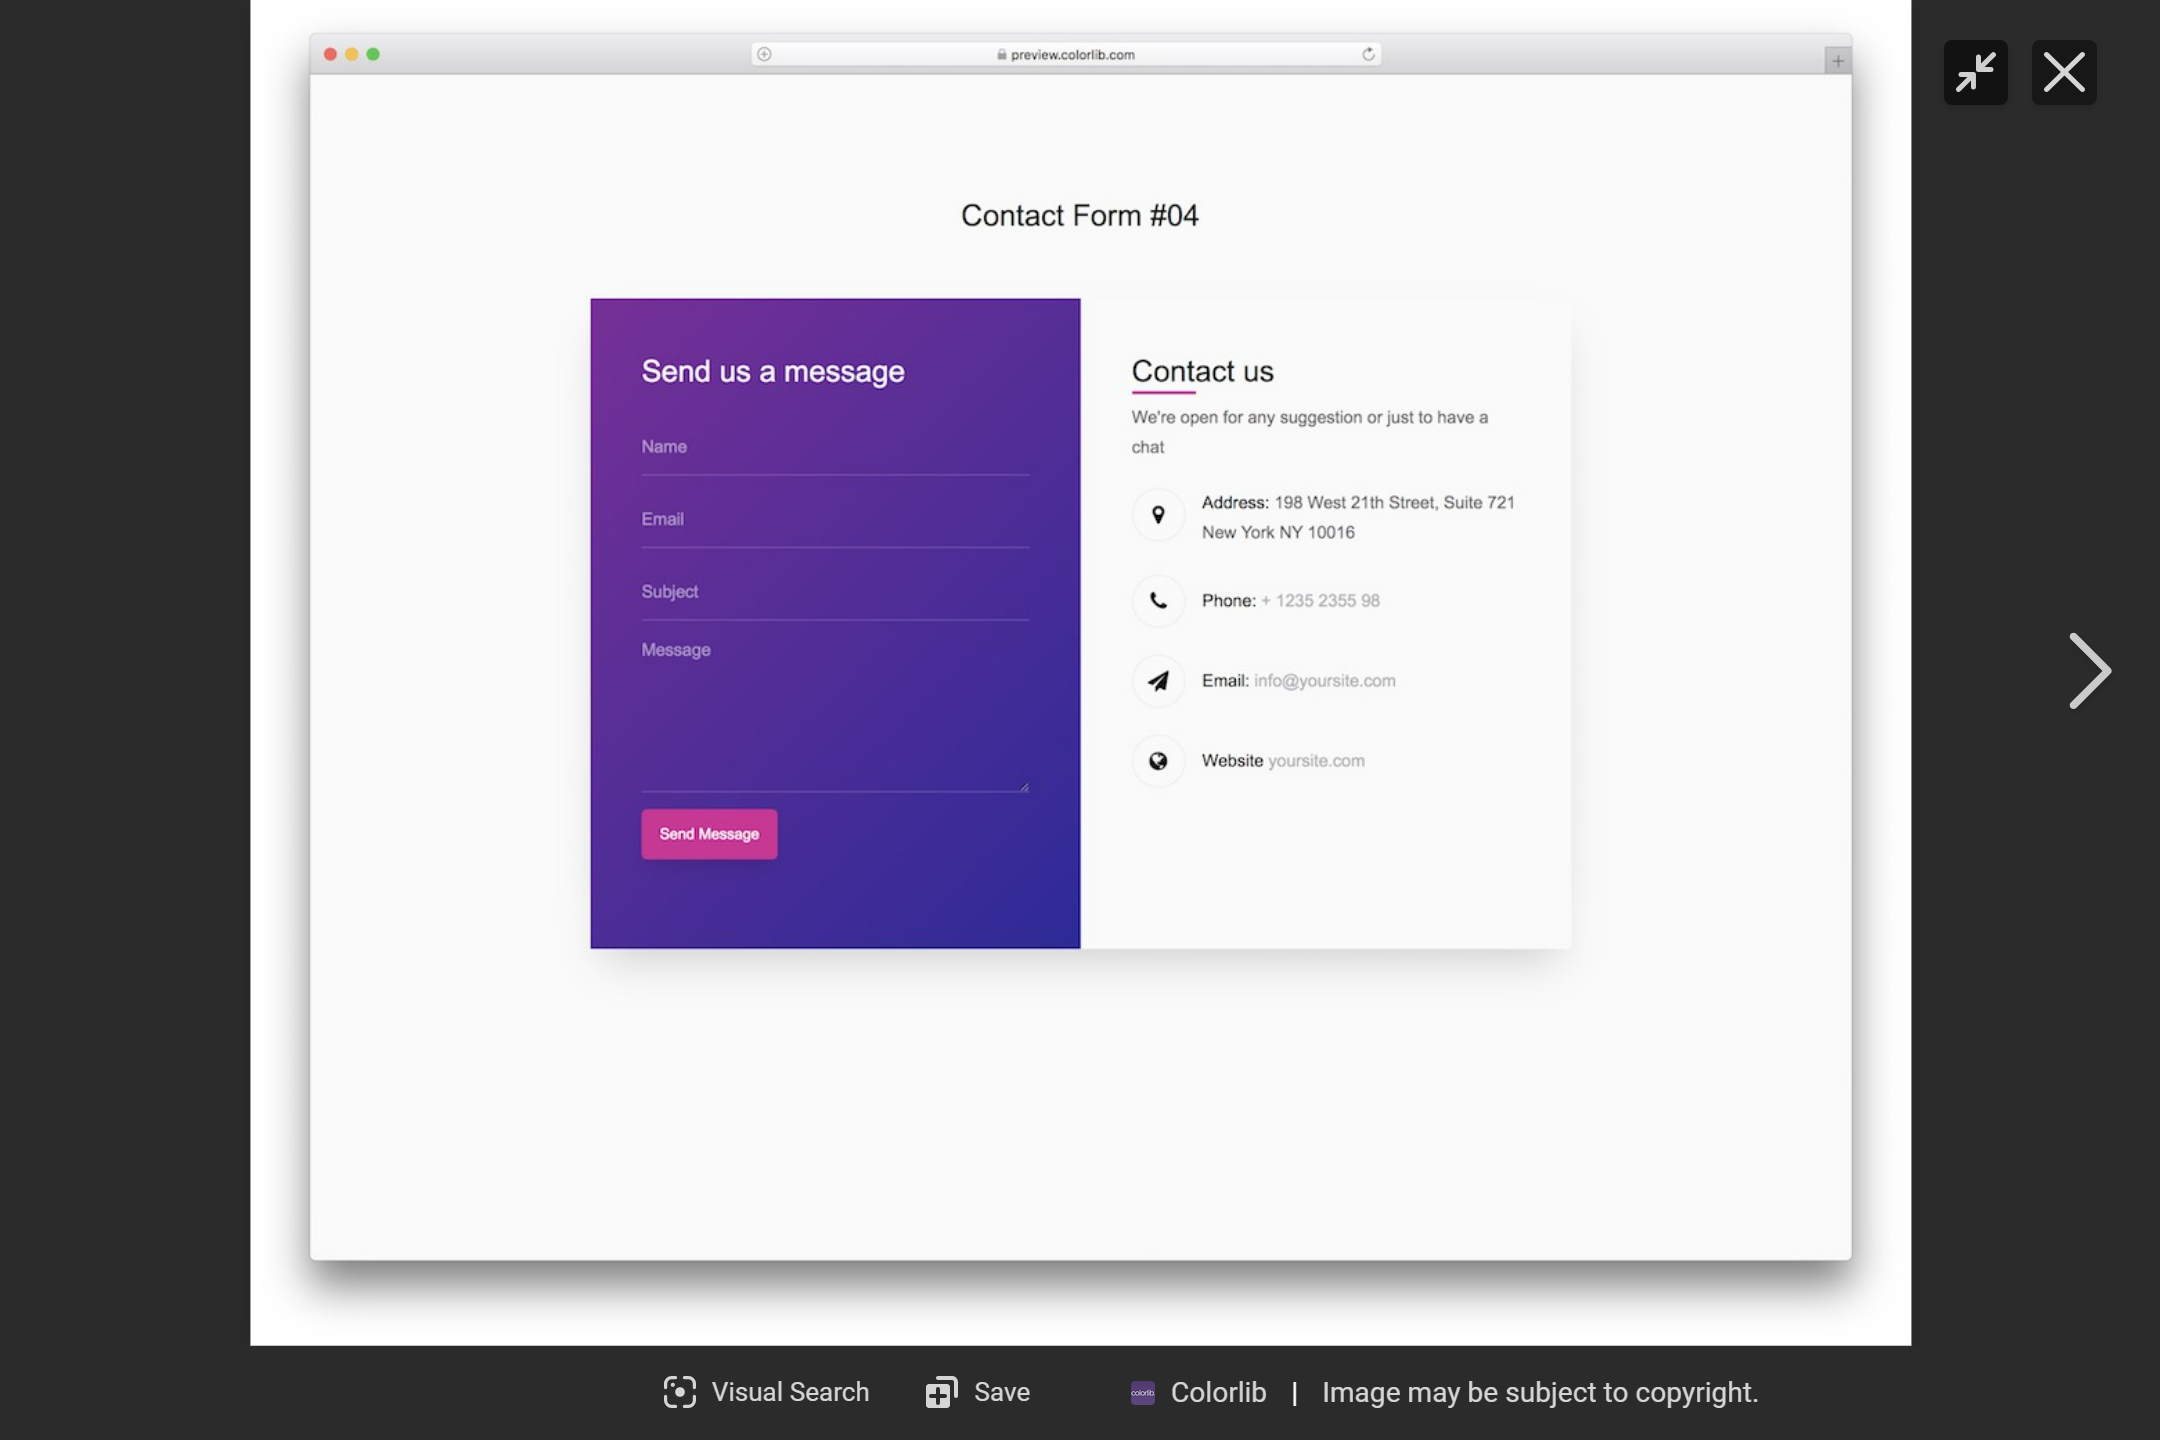 preview.colorlib.com
Contact Form #04
Send us a message
Name
Email
Subject
Message
Send Message
Contact us
We're open for any suggestion or just to have a
chat
Address: 198 West 21th Street, Suite 721
New York NY 10016
Phone: + 1235 2355 98
Email: info@yoursite.com
Website yoursite.com
Visual Search
Save
colorlib.
Colorlib | Image may be subject to copyright.